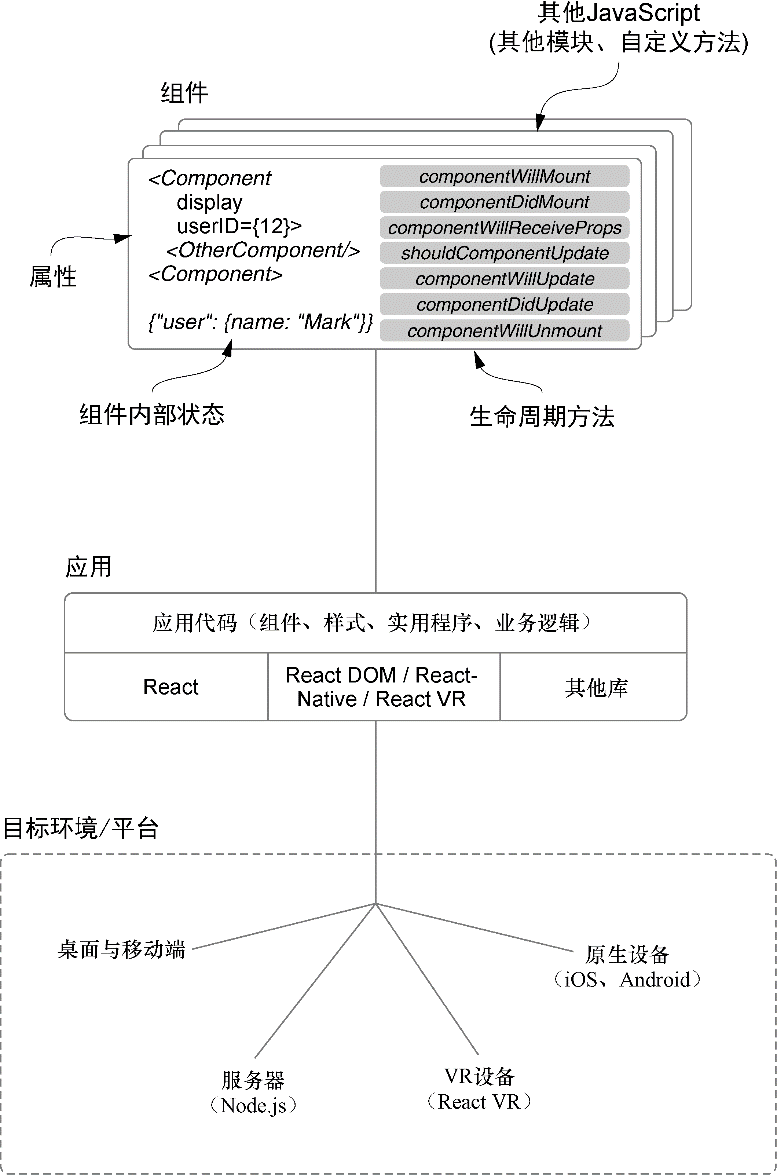 其他JavaScript
(其他模块、自定义方法)
组件
<Component
display
userID={12}>
<OtherComponent/>
<Component>
{"user": {name: "Mark"}}
componentWillMount
componentDidMount
componentWillReceiveProps
shouldComponentUpdate
componentWillUpdate
componentDidUpdate
componentWillUnmount
属性
组件内部状态
生命周期方法
应用
应用代码（组件、样式、实用程序、业务逻辑）
React
React DOM / React-
Native / React VR
其他库
目标环境/平台
桌面与移动端
原生设备
（iOS、Android）
服务器
（Node.js）
VR设备
（React VR）